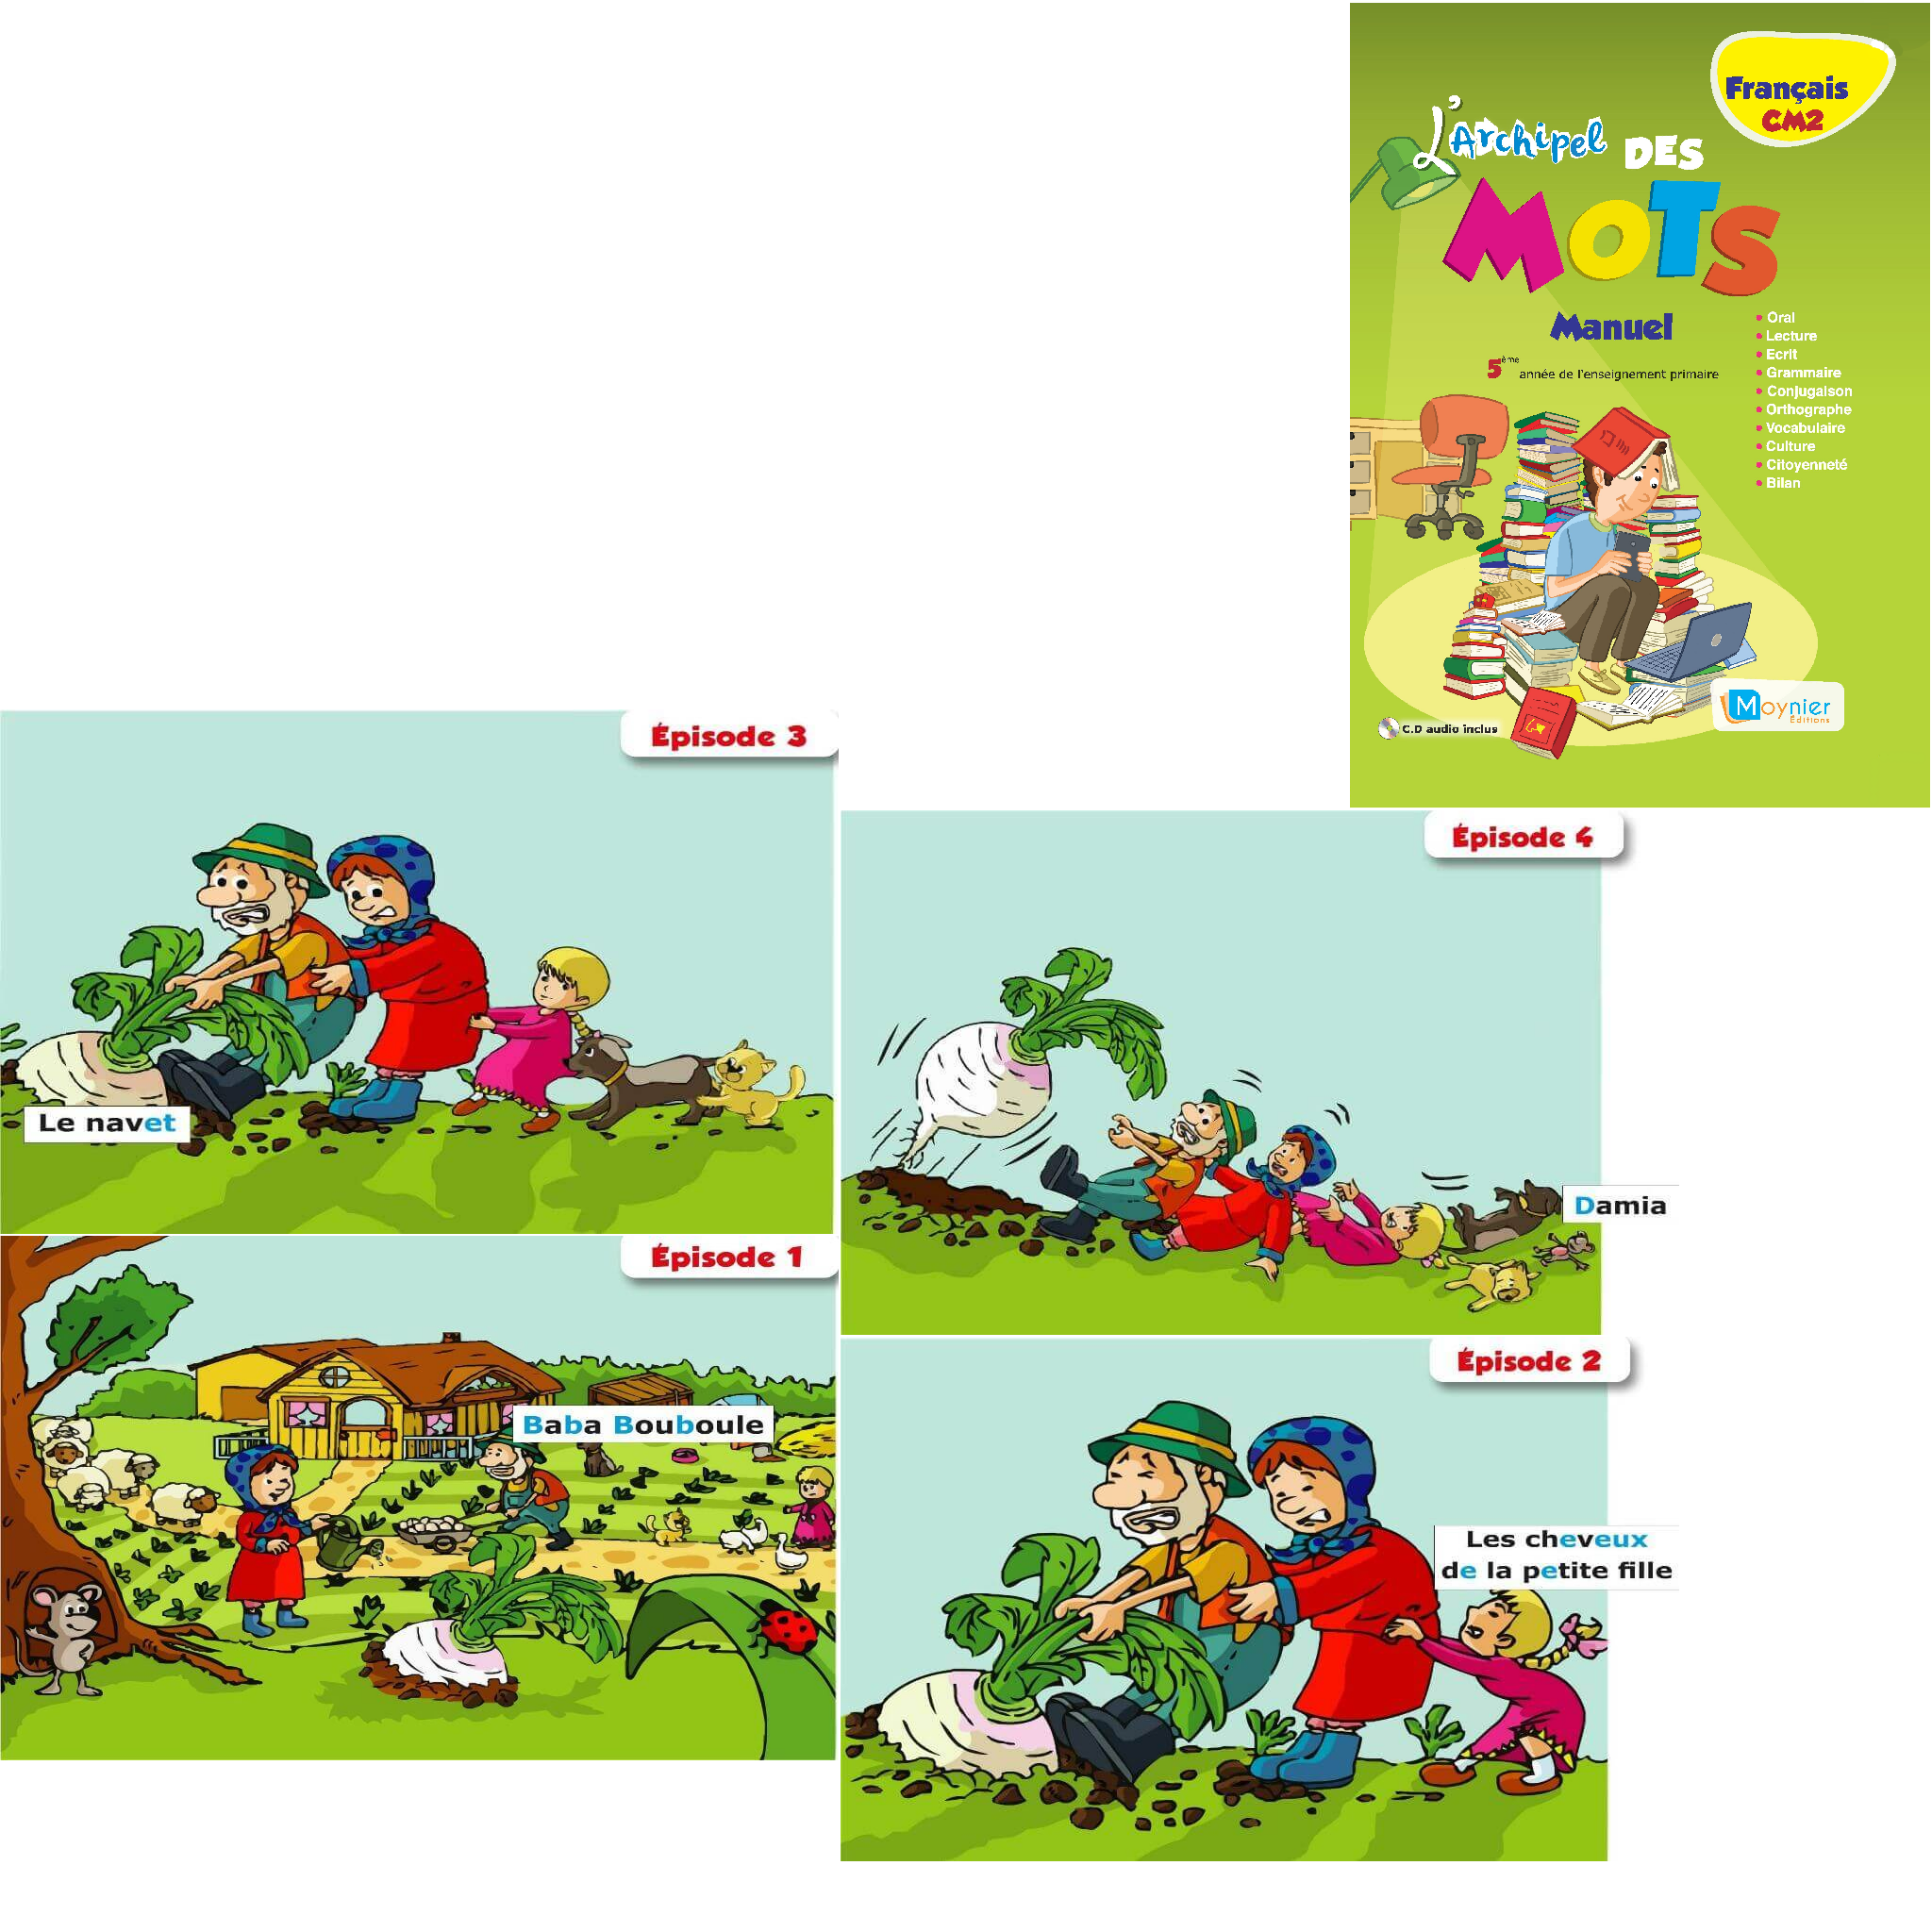 Français
CM2
L'Archipel DES
MOTS
Manuel
5ème année de l'enseignement primaire
• Oral
• Lecture
• Ecrit
• Grammaire
• Conjugaison
• Orthographe
• Vocabulaire
• Culture
• Citoyenneté
• Bilan
C.D audio inclus
Moynier
Éditions
Épisode 3
Le navet
Épisode 4
Damia
Épisode 1
Baba Bouboule
Épisode 2
Les cheveux
de la petite fille